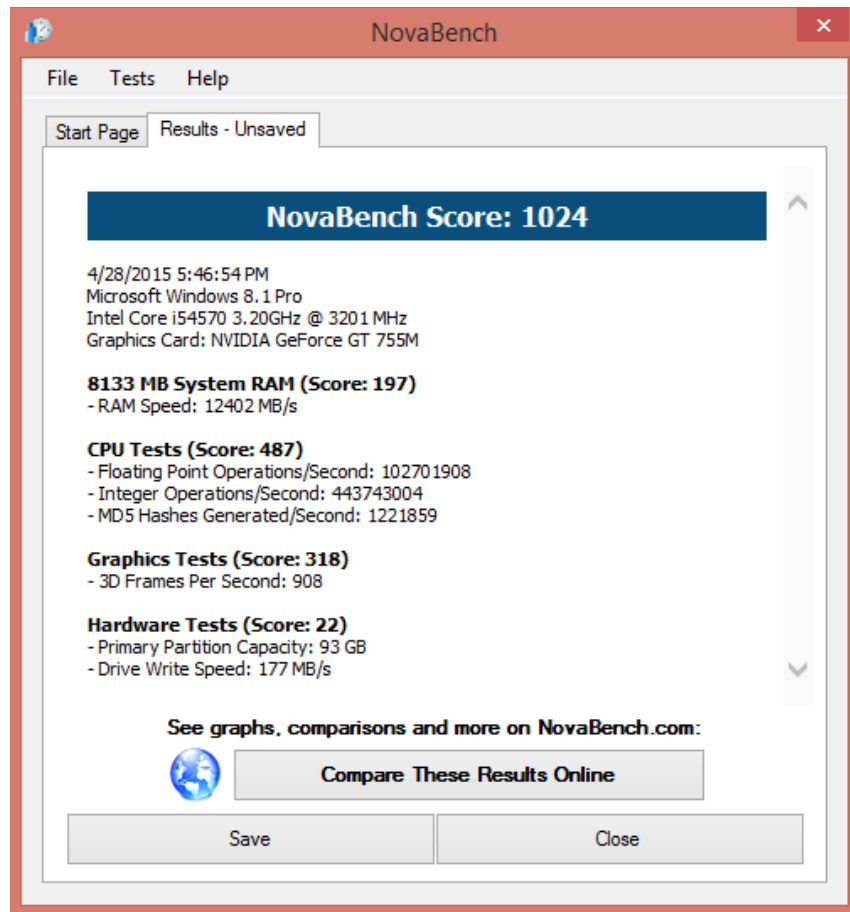 NovaBench
File Tests Help
Start Page Results - Unsaved
NovaBench Score: 1024
4/28/2015 5:46:54 PM
Microsoft Windows 8.1 Pro
Intel Core i54570 3.20GHz @ 3201 MHz
Graphics Card: NVIDIA GeForce GT 755M
8133 MB System RAM (Score: 197)
- RAM Speed: 12402 MB/s
CPU Tests (Score: 487)
- Floating Point Operations/Second: 102701908
- Integer Operations/Second: 443743004
- MD5 Hashes Generated/Second: 1221859
Graphics Tests (Score: 318)
- 3D Frames Per Second: 908
Hardware Tests (Score: 22)
- Primary Partition Capacity: 93 GB
- Drive Write Speed: 177 MB/s
See graphs, comparisons and more on NovaBench.com:
Compare These Results Online
Save Close